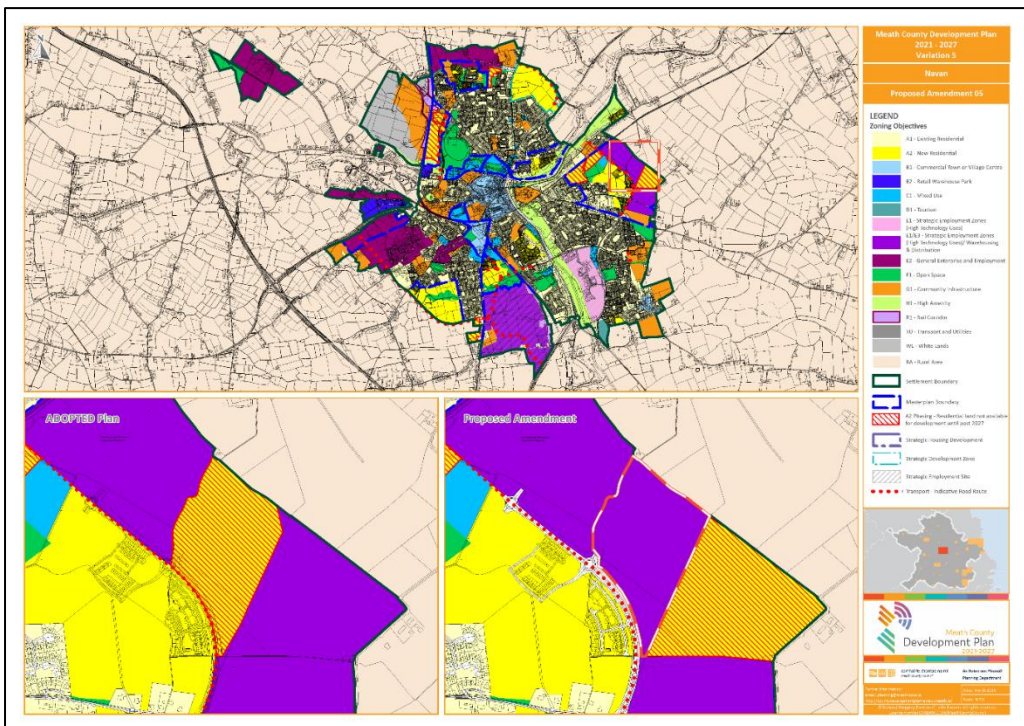 Meath County Development Plan
2021 - 2027
Variation 5
Navan
Proposed Amendment 05
LEGEND
Zoning Objectives
A1 - Existing Residential
A2 - New Residential
B1 - Commercial Town or Village Centre
B2 - Retail Warehouse Park
C1 - Mixed Use
D1 - Tourism
E1 - Strategic Employment Zones
(High Technology Uses)
E1/E3 - Strategic Employment Zones
(High Technology Uses)/ Warehousing
& Distribution
E2 - General Enterprise and Employment
F1 - Open Space
G1 - Community Infrastructure
H1 - High Amenity
R1 - Rail Corridor
TU - Transport and Utilities
WL - White Lands
RA - Rural Area
Settlement Boundary
Masterplan Boundary
A2 Phasing - Residential land not available
for development until post 2027
Strategic Housing Development
Strategic Development Zone
Strategic Employment Site
Transport - Indicative Road Route
ADOPTED Plan
Proposed Amendment
Meath County
Development Plan
2021-2027
Planning Department